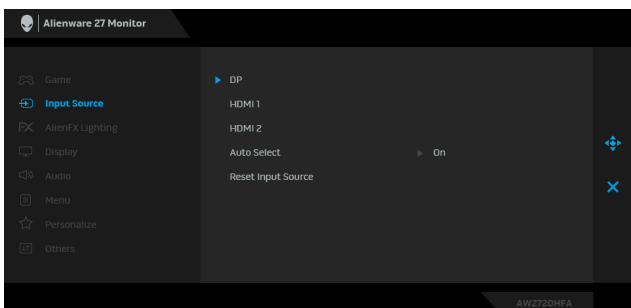 Alienware 27 Monitor
Game
Input Source
AlienFX Lighting
Display
Audio
Menu
Personalize
Others
DP
HDMI 1
HDMI 2
Auto Select On
Reset Input Source
AW2720HFA